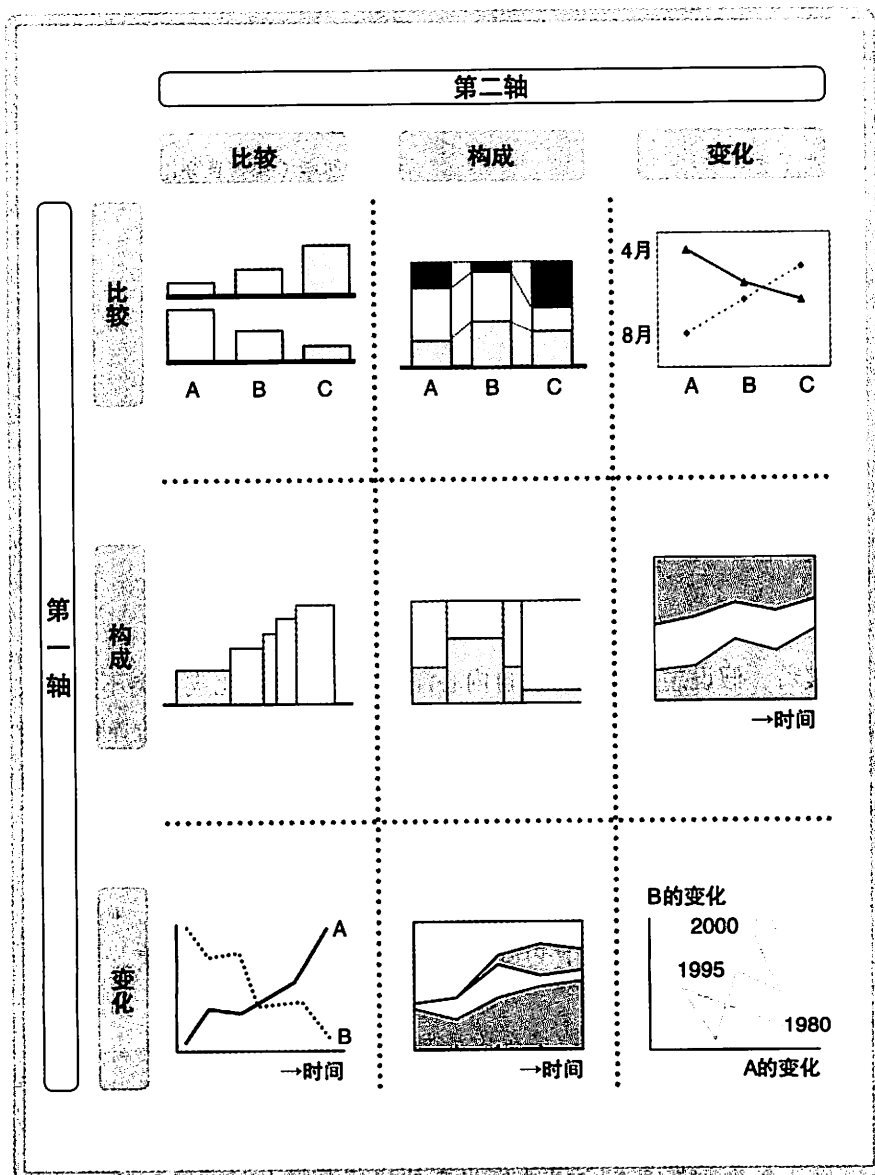 第二轴
比较
构成
变化
第一轴
比较
A
B
C
A
B
C
4月
8月
A
B
C
构成
→时间
变化
A
B
→时间
→时间
B的变化
2000
1995
1980
A的变化